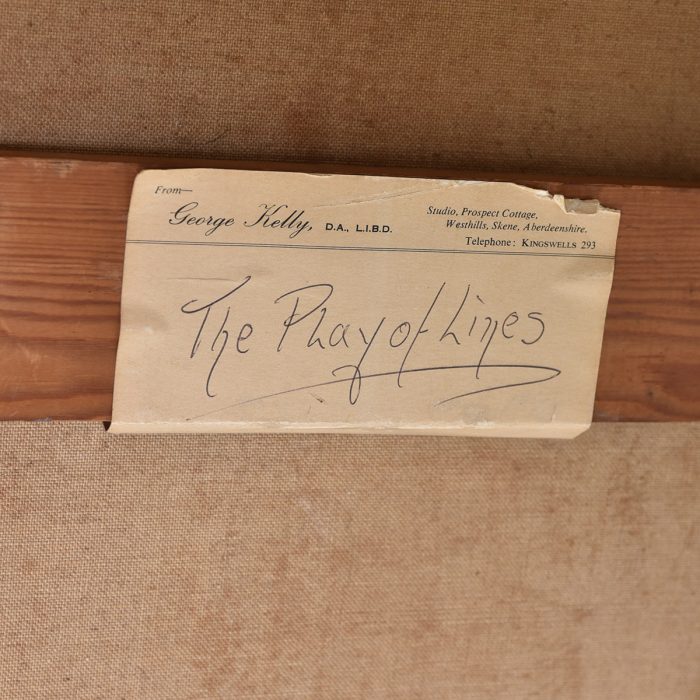 From—
George Kelly, D.A., L.I.B.D.
Studio, Prospect Cottage,
Westhills, Skene, Aberdeenshire.
Telephone: KINGSWELLS 293
The Play of Lines